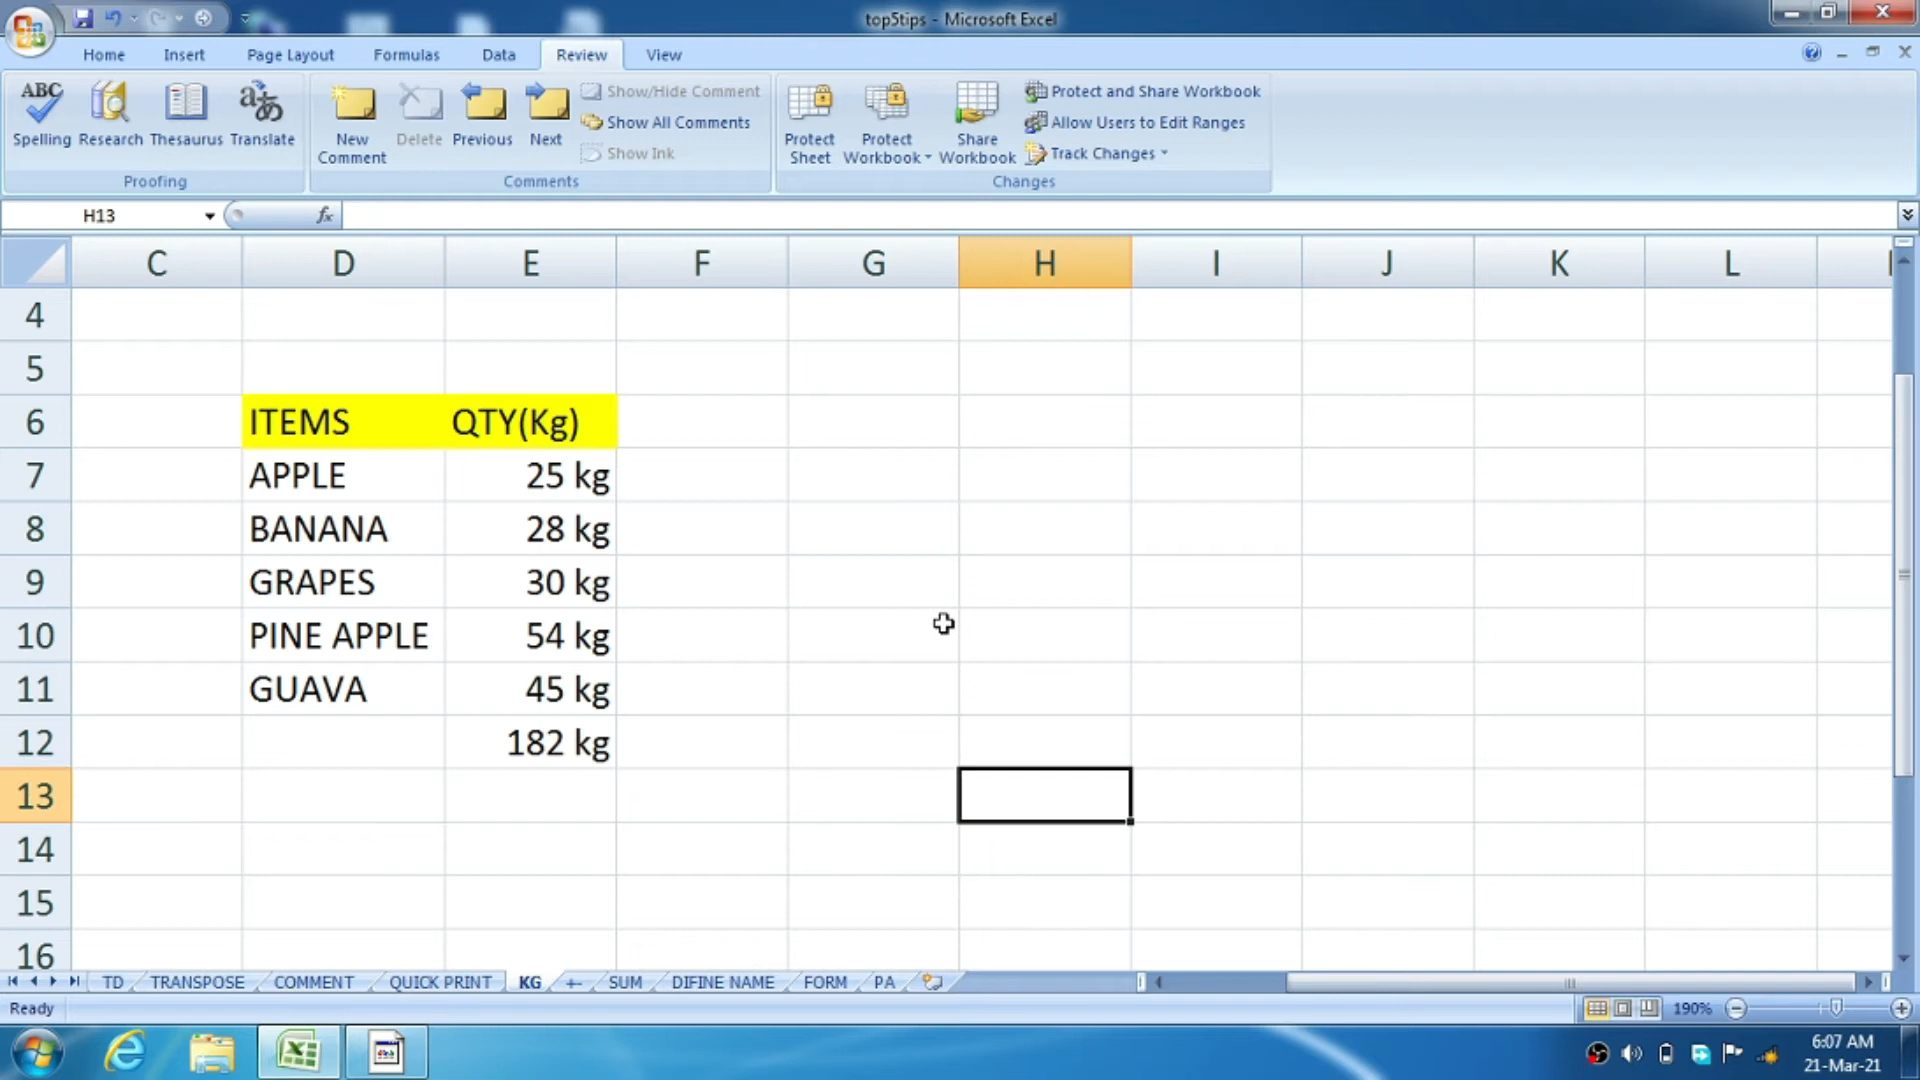 top5tips - Microsoft Excel
Home Insert Page Layout Formulas Data Review View
ABC
Spelling Research Thesaurus Translate
Proofing
New Comment Delete Previous Next
Show/Hide Comment
Show All Comments
Show Ink
Comments
Protect Sheet Protect Workbook Share Workbook
Protect and Share Workbook
Allow Users to Edit Ranges
Track Changes
Changes
H13 fx
C D E F G H I J K L
4
5
6 ITEMS QTY(Kg)
7 APPLE 25 kg
8 BANANA 28 kg
9 GRAPES 30 kg
10 PINE APPLE 54 kg
11 GUAVA 45 kg
12 182 kg
13
14
15
16
TD TRANSPOSE COMMENT QUICK PRINT KG +- SUM DIFINE NAME FORM PA
Ready 190%
6:07 AM
21-Mar-21